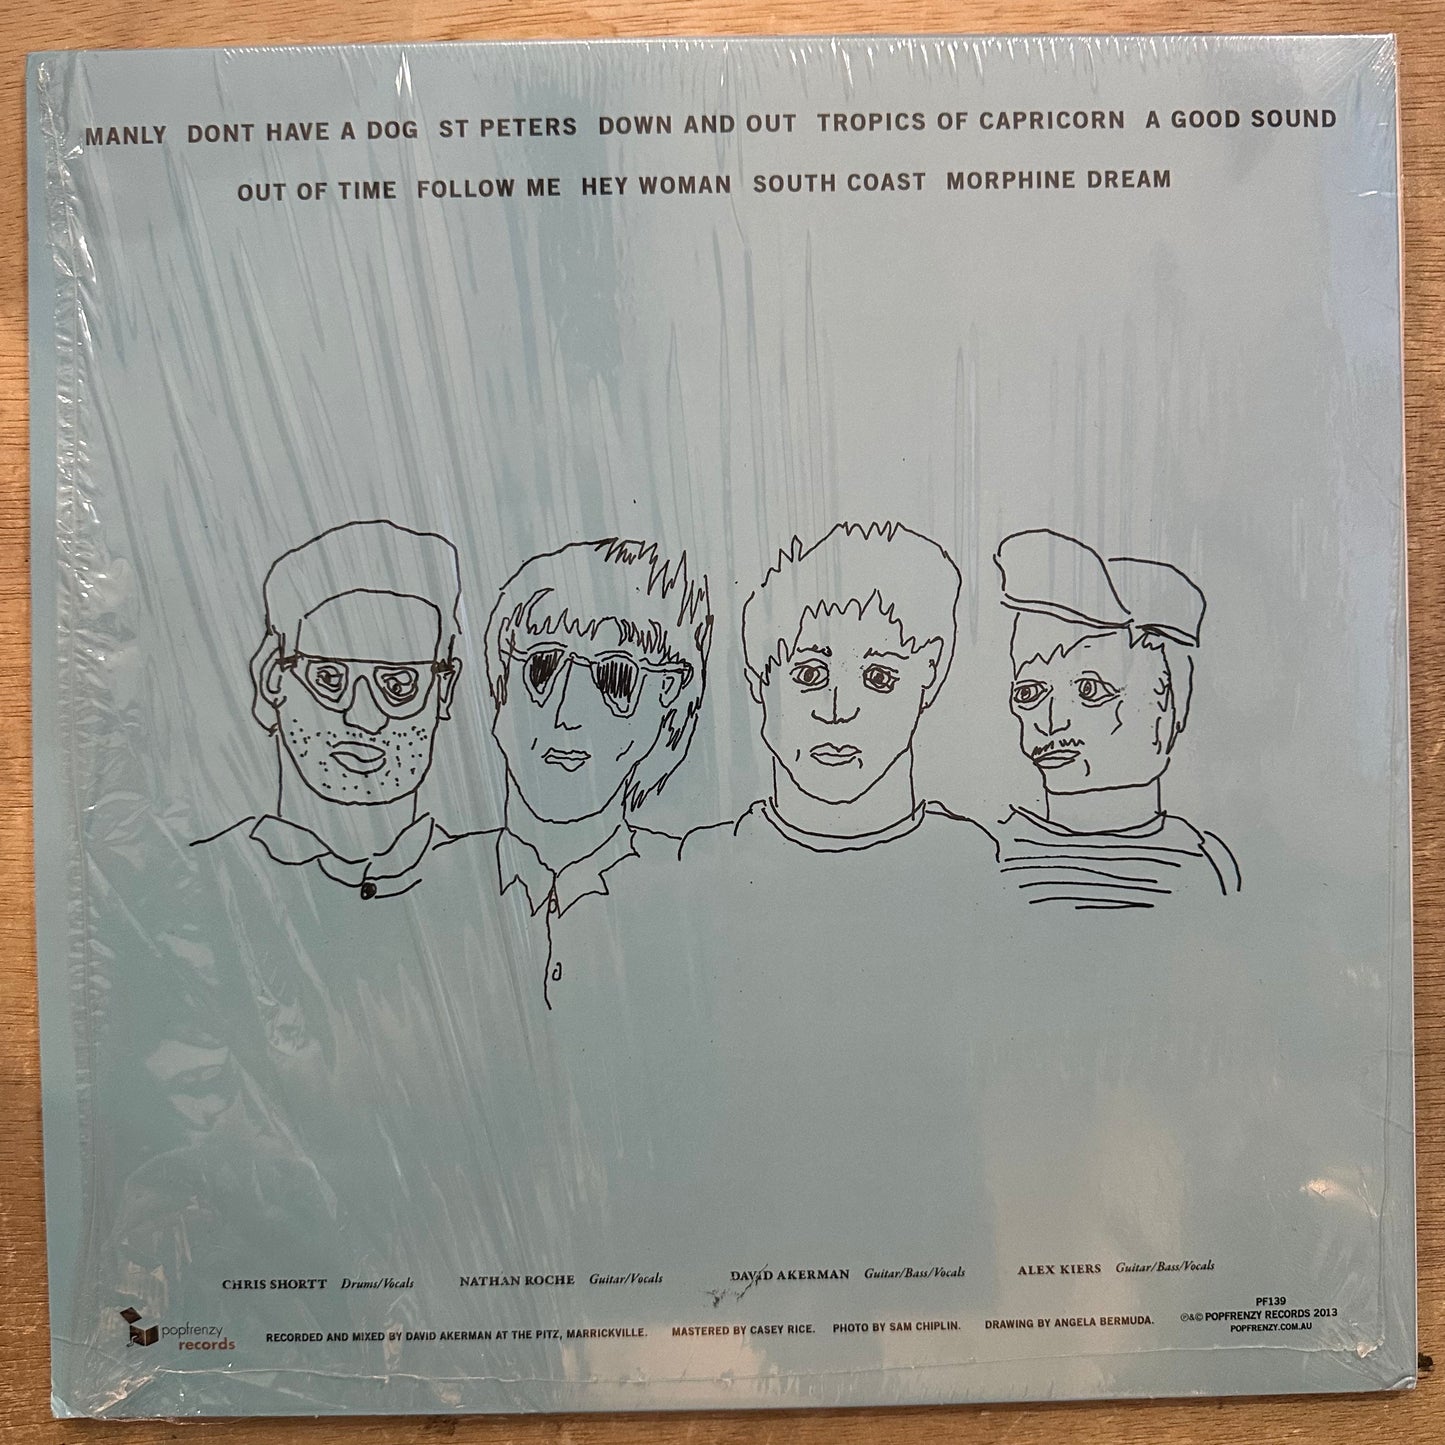 MANLY DONT HAVE A DOG ST PETERS DOWN AND OUT TROPICS OF CAPRICORN A GOOD SOUND
OUT OF TIME FOLLOW ME HEY WOMAN SOUTH COAST MORPHINE DREAM
CHRIS SHORTT Drums/Vocals NATHAN ROCHE Guitar/Vocals DAVID AKERMAN Guitar/Bass/Vocals ALEX KIERS Guitar/Bass/Vocals
popfrenzy
records
RECORDED AND MIXED BY DAVID AKERMAN AT THE PITZ, MARRICKVILLE. MASTERED BY CASEY RICE. PHOTO BY SAM CHIPLIN. DRAWING BY ANGELA BERMUDA.
PF139
℗&© POPFRENZY RECORDS 2013
POPFRENZY.COM.AU